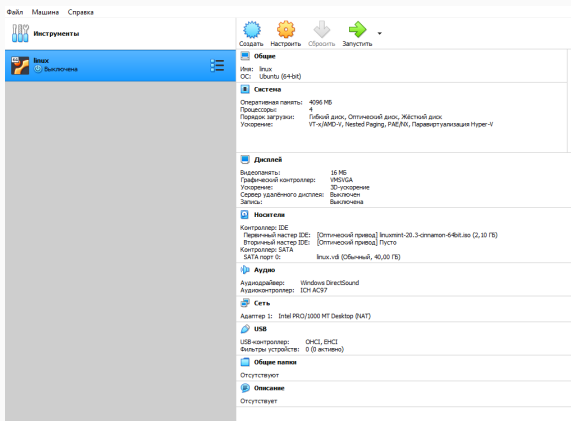 Файл Машина Справка
Инструменты
Создать Настроить Сбросить Запустить
linux
Выключена
Общие
Имя: linux
ОС: Ubuntu (64-bit)
Система
Оперативная память: 4096 МБ
Процессоры: 4
Порядок загрузки: Гибкий диск, Оптический диск, Жёсткий диск
Ускорение: VT-x/AMD-V, Nested Paging, PAE/NX, Паравиртуализация Hyper-V
Дисплей
Видеопамять: 16 МБ
Графический контроллер: VMSVGA
Ускорение: 3D-ускорение
Сервер удалённого дисплея: Выключен
Запись: Выключена
Носители
Контроллер: IDE
Первичный мастер IDE: [Оптический привод] linuxmint-20.3-cinnamon-64bit.iso (2,10 ГБ)
Вторичный мастер IDE: [Оптический привод] Пусто
Контроллер: SATA
SATA порт 0: linux.vdi (Обычный, 40,00 ГБ)
Аудио
Аудиодрайвер: Windows DirectSound
Аудиоконтроллер: ICH AC97
Сеть
Адаптер 1: Intel PRO/1000 MT Desktop (NAT)
USB
USB-контроллер: OHCI, EHCI
Фильтры устройств: 0 (0 активно)
Общие папки
Отсутствуют
Описание
Отсутствует